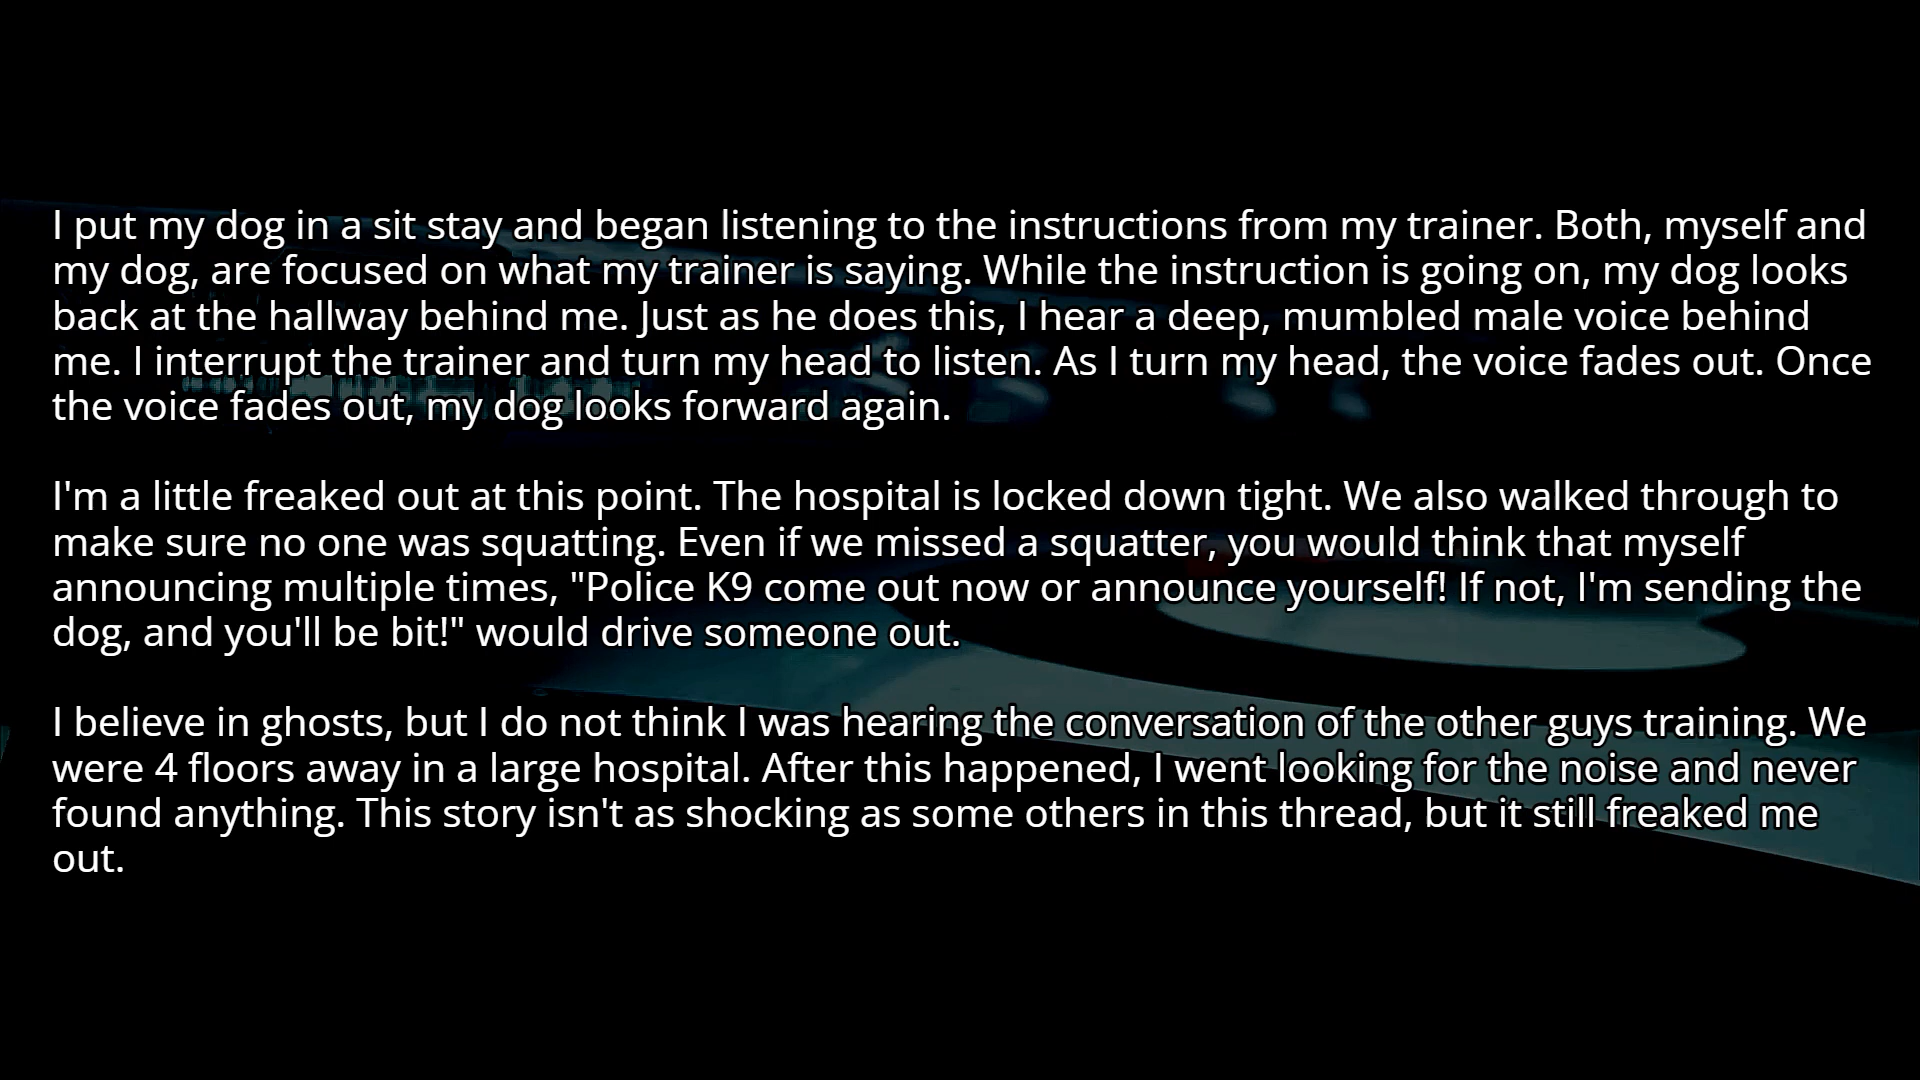 I put my dog in a sit stay and began listening to the instructions from my trainer. Both, myself and
my dog, are focused on what my trainer is saying. While the instruction is going on, my dog looks
back at the hallway behind me. Just as he does this, I hear a deep, mumbled male voice behind
me. I interrupt the trainer and turn my head to listen. As I turn my head, the voice fades out. Once
the voice fades out, my dog looks forward again.
I'm a little freaked out at this point. The hospital is locked down tight. We also walked through to
make sure no one was squatting. Even if we missed a squatter, you would think that myself
announcing multiple times, "Police K9 come out now or announce yourself! If not, I'm sending the
dog, and you'll be bit!" would drive someone out.
I believe in ghosts, but I do not think I was hearing the conversation of the other guys training. We
were 4 floors away in a large hospital. After this happened, I went looking for the noise and never
found anything. This story isn't as shocking as some others in this thread, but it still freaked me
out.